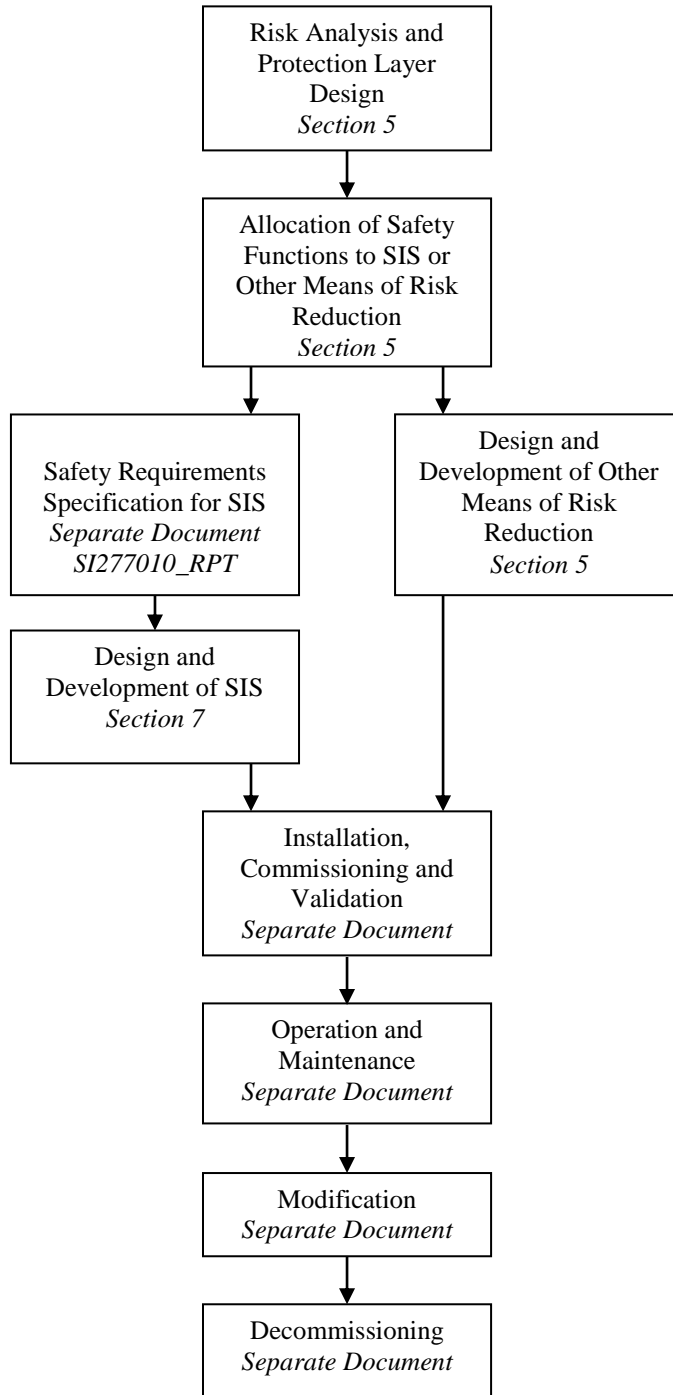 Risk Analysis and
Protection Layer
Design
Section 5
Allocation of Safety
Functions to SIS or
Other Means of Risk
Reduction
Section 5
Safety Requirements
Specification for SIS
Separate Document
SI277010_RPT
Design and
Development of Other
Means of Risk
Reduction
Section 5
Design and
Development of SIS
Section 7
Installation,
Commissioning and
Validation
Separate Document
Operation and
Maintenance
Separate Document
Modification
Separate Document
Decommissioning
Separate Document